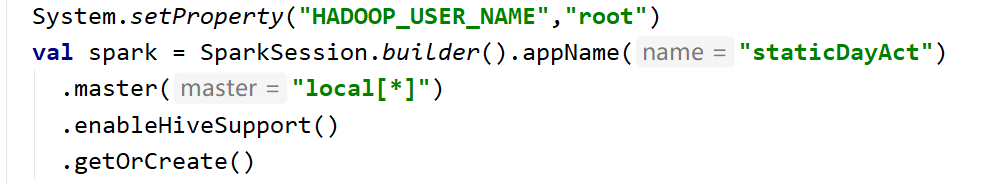 System.setProperty("HADOOP_USER_NAME","root")
val spark = SparkSession.builder().appName( name = "staticDayAct")
.master( master = "local[*]")
.enableHiveSupport()
.getOrCreate()